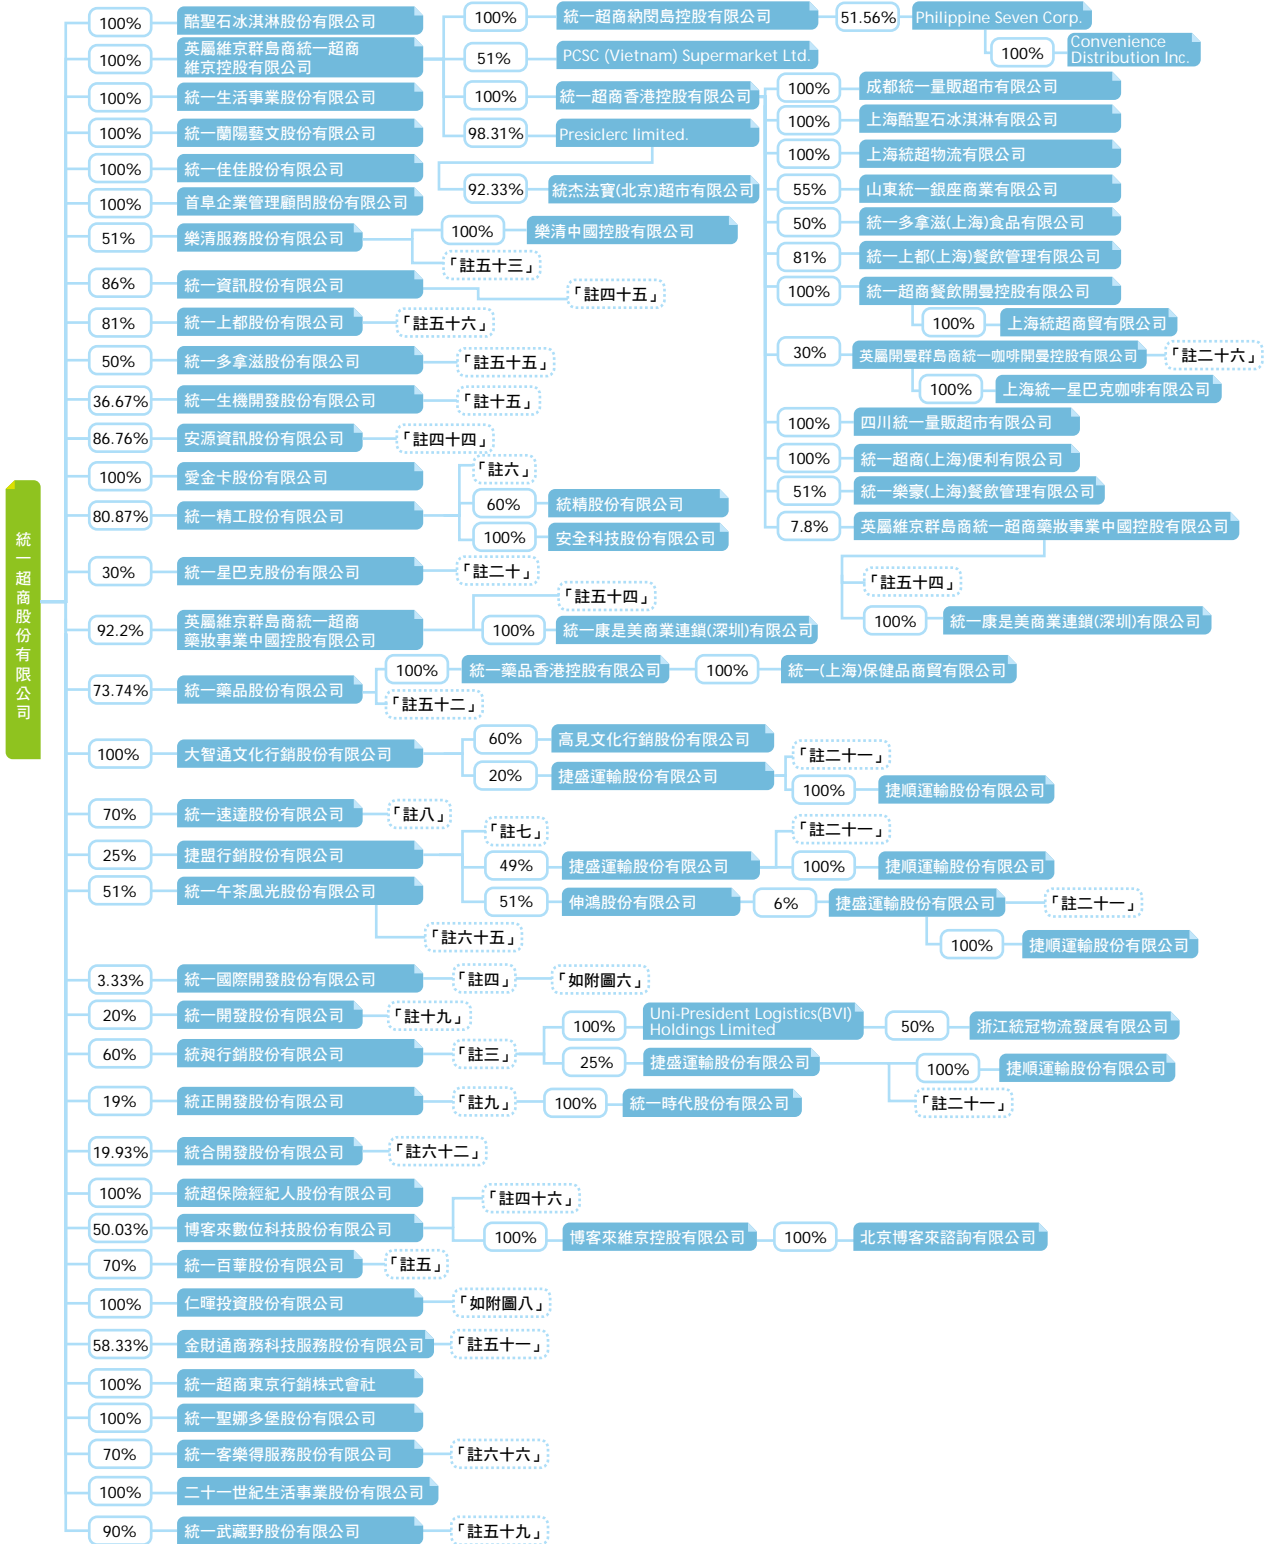 統一超商股份有限公司
100% 酷聖石冰淇淋股份有限公司
100% 英屬維京群島商統一超商
維京控股有限公司
100% 統一超商納閩島控股有限公司 51.56% Philippine Seven Corp.
100% Convenience
Distribution Inc.
51% PCSC (Vietnam) Supermarket Ltd.
100% 統一超商香港控股有限公司
98.31% Presiclerc limited.
92.33% 統杰法寶(北京)超市有限公司
100% 成都統一量販超市有限公司
100% 上海酷聖石冰淇淋有限公司
100% 上海統超物流有限公司
55% 山東統一銀座商業有限公司
50% 統一多拿滋(上海)食品有限公司
81% 統一上都(上海)餐飲管理有限公司
100% 統一超商餐飲開曼控股有限公司
100% 上海統超商貿有限公司
30% 英屬開曼群島商統一咖啡開曼控股有限公司 「註二十六」
100% 上海統一星巴克咖啡有限公司
100% 四川統一量販超市有限公司
100% 統一超商(上海)便利有限公司
51% 統一樂豪(上海)餐飲管理有限公司
7.8% 英屬維京群島商統一超商藥妝事業中國控股有限公司
「註五十四」
100% 統一康是美商業連鎖(深圳)有限公司
100% 統一生活事業股份有限公司
100% 統一蘭陽藝文股份有限公司
100% 統一佳佳股份有限公司
100% 首阜企業管理顧問股份有限公司
51% 樂清服務股份有限公司
100% 樂清中國控股有限公司
「註五十三」
86% 統一資訊股份有限公司 「註四十五」
81% 統一上都股份有限公司 「註五十六」
50% 統一多拿滋股份有限公司 「註五十五」
36.67% 統一生機開發股份有限公司 「註十五」
86.76% 安源資訊股份有限公司 「註四十四」
100% 愛金卡股份有限公司
80.87% 統一精工股份有限公司
「註六」
60% 統精股份有限公司
100% 安全科技股份有限公司
30% 統一星巴克股份有限公司 「註二十」
92.2% 英屬維京群島商統一超商
藥妝事業中國控股有限公司
「註五十四」
100% 統一康是美商業連鎖(深圳)有限公司
73.74% 統一藥品股份有限公司
100% 統一藥品香港控股有限公司 100% 統一(上海)保健品商貿有限公司
「註五十二」
100% 大智通文化行銷股份有限公司
60% 高見文化行銷股份有限公司
20% 捷盛運輸股份有限公司
「註二十一」
100% 捷順運輸股份有限公司
70% 統一速達股份有限公司 「註八」
25% 捷盟行銷股份有限公司
「註七」
49% 捷盛運輸股份有限公司
「註二十一」
100% 捷順運輸股份有限公司
51% 伸鴻股份有限公司 6% 捷盛運輸股份有限公司 「註二十一」
100% 捷順運輸股份有限公司
51% 統一午茶風光股份有限公司
「註六十五」
3.33% 統一國際開發股份有限公司 「註四」 「如附圖六」
20% 統一開發股份有限公司 「註十九」
60% 統昶行銷股份有限公司 「註三」
100% Uni-President Logistics(BVI)
Holdings Limited 50% 浙江統冠物流發展有限公司
25% 捷盛運輸股份有限公司
100% 捷順運輸股份有限公司
「註二十一」
19% 統正開發股份有限公司 「註九」 100% 統一時代股份有限公司
19.93% 統合開發股份有限公司 「註六十二」
100% 統超保險經紀人股份有限公司
50.03% 博客來數位科技股份有限公司
「註四十六」
100% 博客來維京控股有限公司 100% 北京博客來諮詢有限公司
70% 統一百華股份有限公司 「註五」
100% 仁暉投資股份有限公司 「如附圖八」
58.33% 金財通商務科技服務股份有限公司 「註五十一」
100% 統一超商東京行銷株式會社
100% 統一聖娜多堡股份有限公司
70% 統一客樂得服務股份有限公司 「註六十六」
100% 二十一世紀生活事業股份有限公司
90% 統一武藏野股份有限公司 「註五十九」